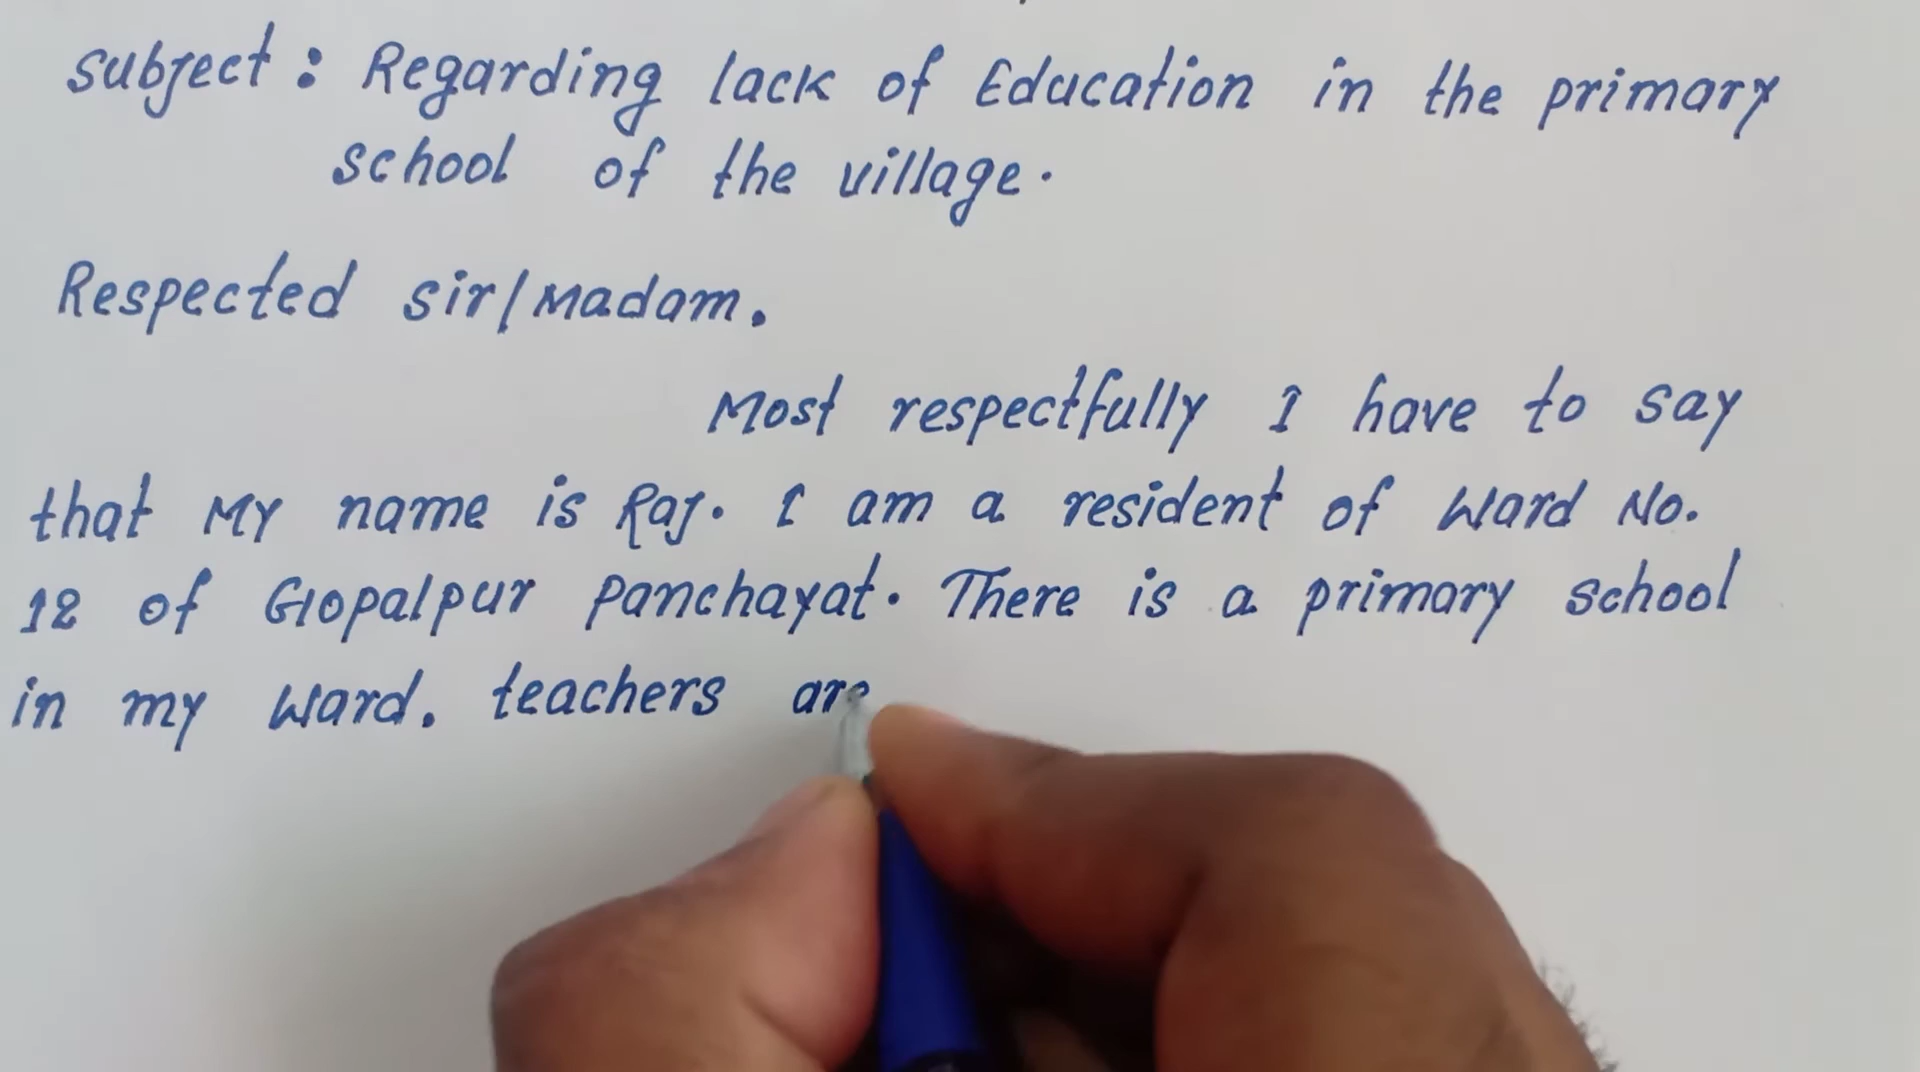 subject : Regarding lack of Education in the primary
school of the village.
Respected sir/Madam.
Most respectfully I have to say
that My name is Raj. I am a resident of Ward No.
12 of Gopalpur Panchayat. There is a primary school
in my ward. teachers are